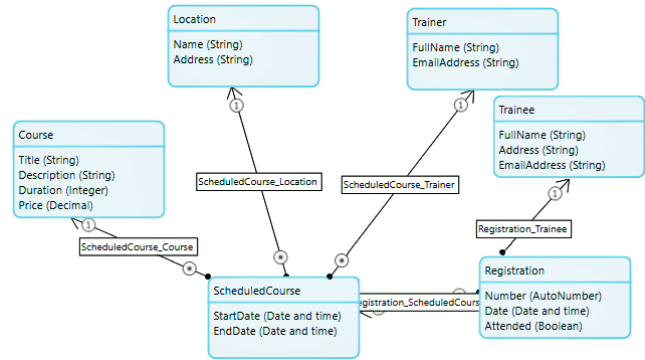 Location
Name (String)
Address (String)
Trainer
FullName (String)
EmailAddress (String)
Trainee
FullName (String)
Address (String)
EmailAddress (String)
Course
Title (String)
Description (String)
Duration (Integer)
Price (Decimal)
1
1
1
1
ScheduledCourse_Location
ScheduledCourse_Trainer
Registration_Trainee
ScheduledCourse_Course
*
*
*
ScheduledCourse
StartDate (Date and time)
EndDate (Date and time)
Registration
Number (AutoNumber)
Date (Date and time)
Attended (Boolean)